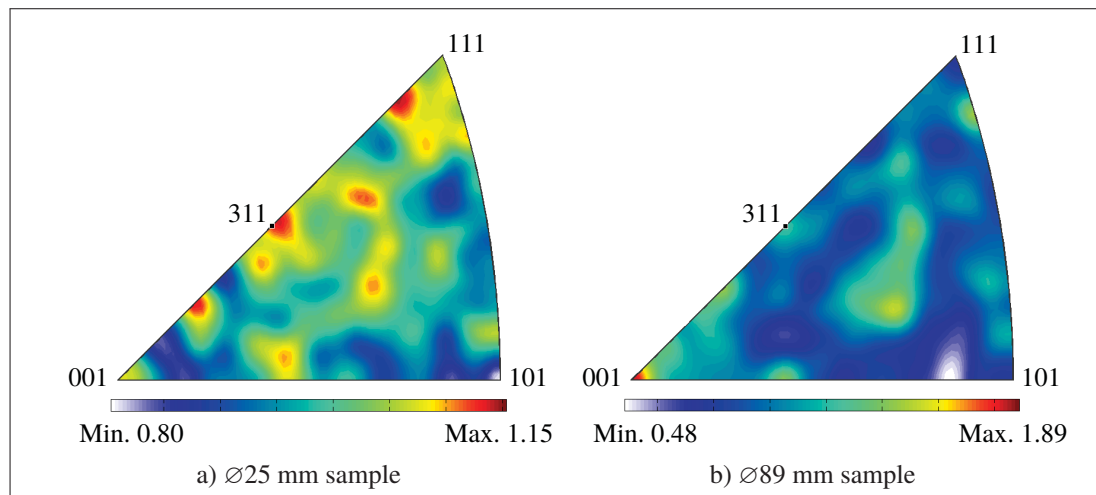 111
111
311
311
001
101
001
101
Min. 0.80
Max. 1.15
Min. 0.48
Max. 1.89
a) ∅25 mm sample
b) ∅89 mm sample